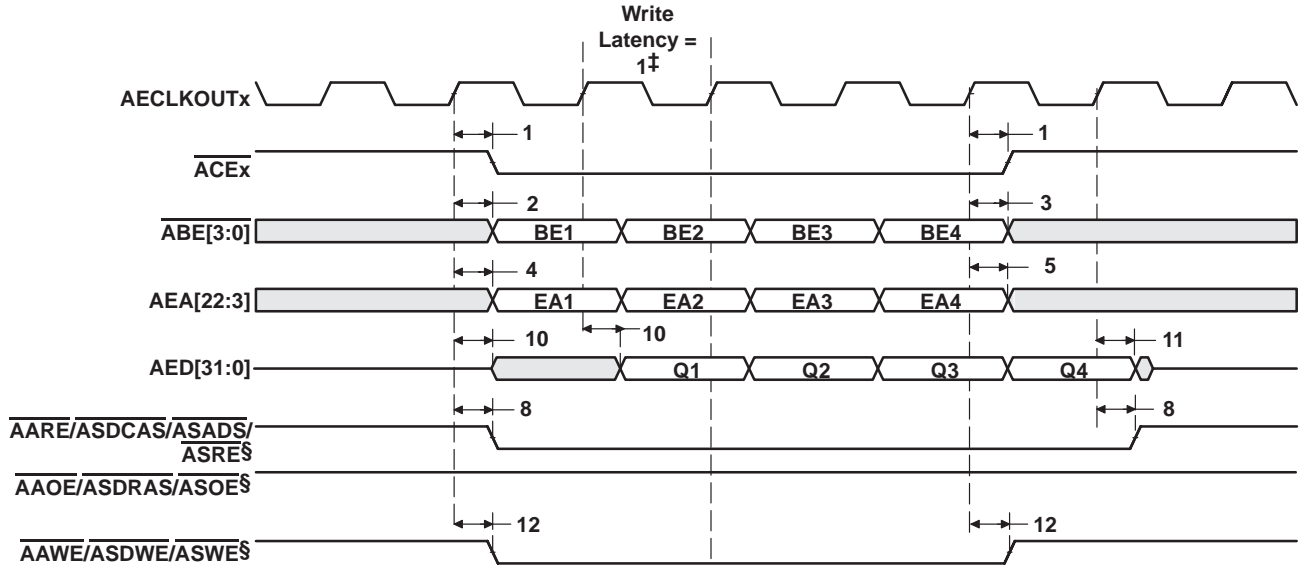 Write
Latency =
1‡
AECLKOUTx
1 1
ACEx
2 3
ABE[3:0] BE1 BE2 BE3 BE4
4 5
AEA[22:3] EA1 EA2 EA3 EA4
10 10 11
AED[31:0] Q1 Q2 Q3 Q4
8 8
AARE/ASDCAS/ASADS/
ASRE§
AAOE/ASDRAS/ASOE§
12 12
AAWE/ASDWE/ASWE§